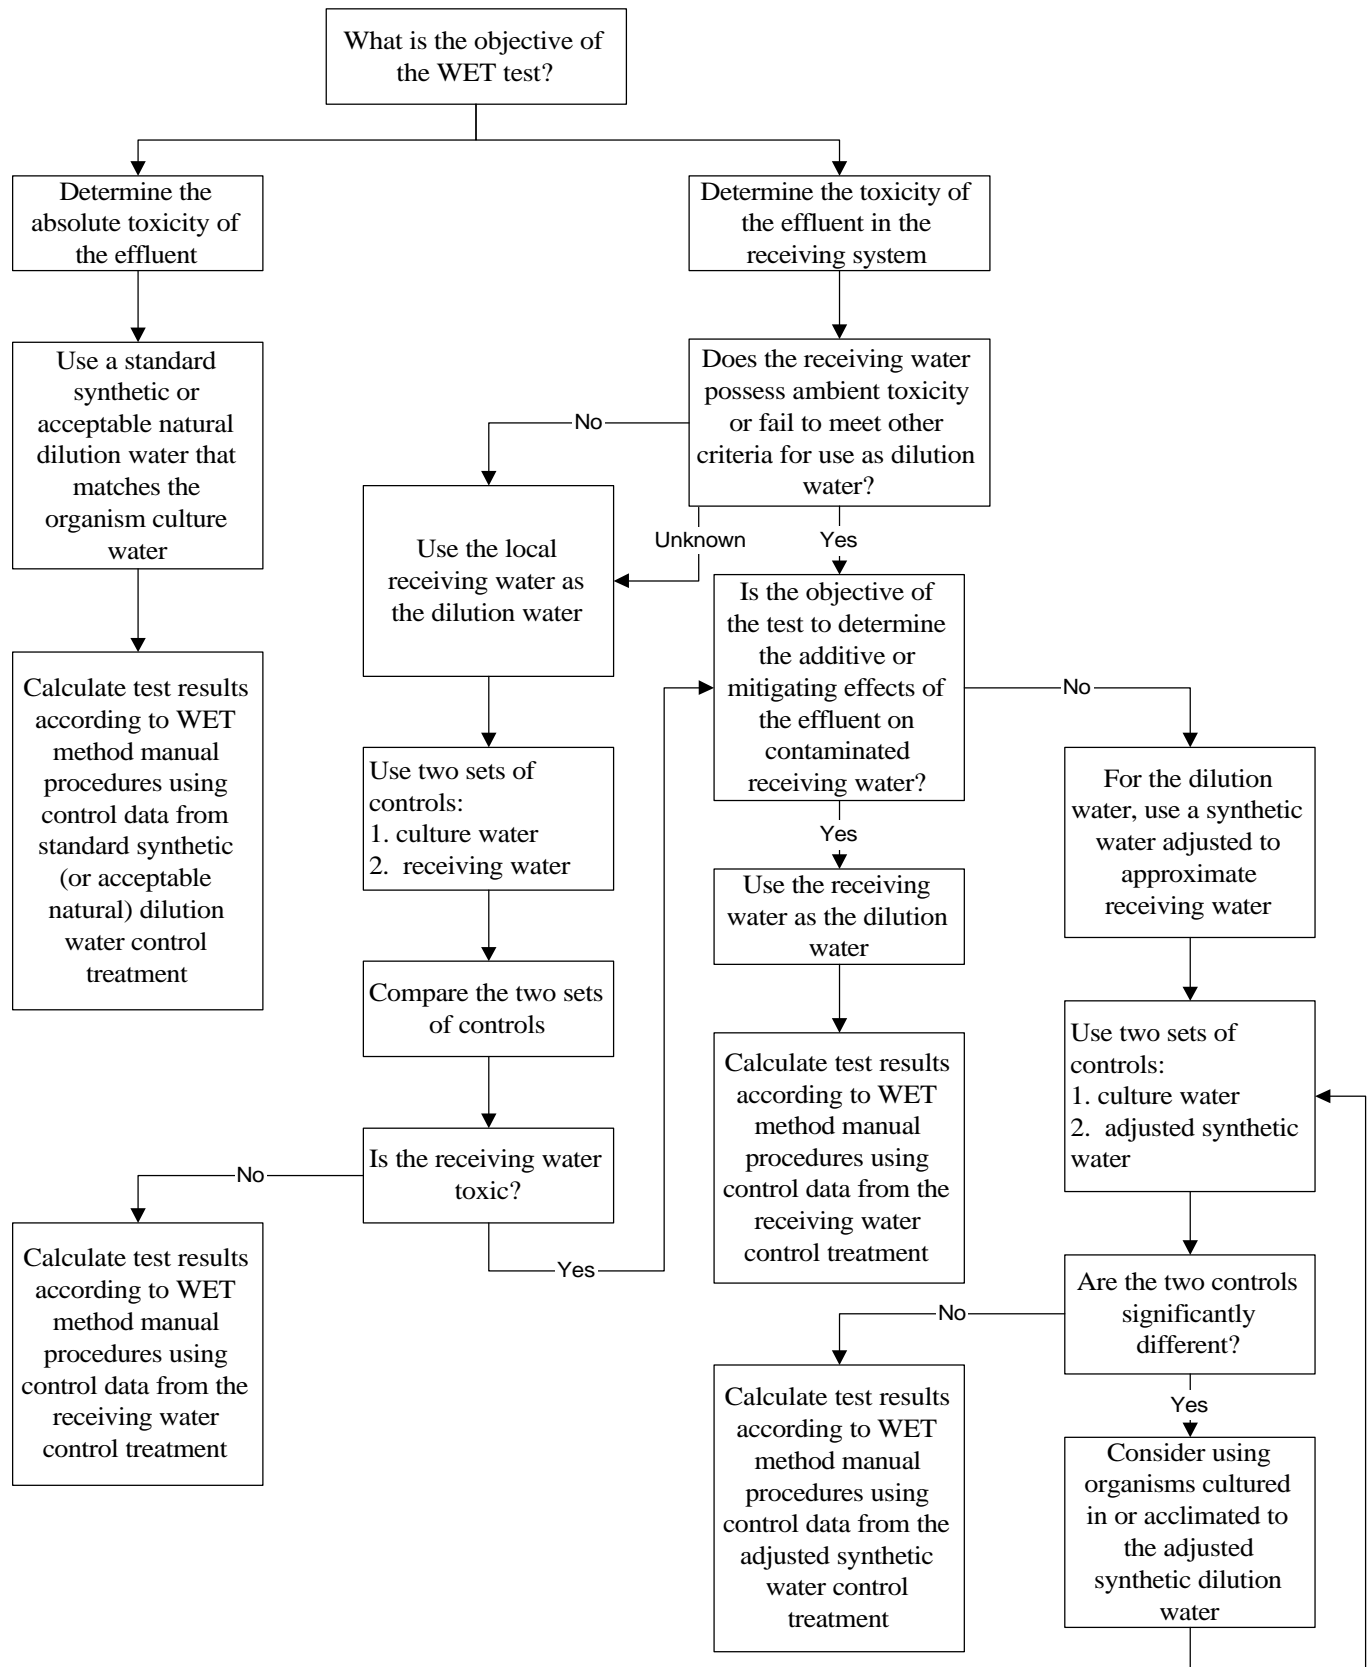 What is the objective of
the WET test?
Determine the
absolute toxicity of
the effluent
Determine the toxicity of
the effluent in the
receiving system
Use a standard
synthetic or
acceptable natural
dilution water that
matches the
organism culture
water
Does the receiving water
possess ambient toxicity
or fail to meet other
criteria for use as dilution
water?
No
Unknown
Yes
Use the local
receiving water as
the dilution water
Is the objective of
the test to determine
the additive or
mitigating effects of
the effluent on
contaminated
receiving water?
No
Yes
Calculate test results
according to WET
method manual
procedures using
control data from
standard synthetic
(or acceptable
natural) dilution
water control
treatment
Use two sets of
controls:
1. culture water
2. receiving water
For the dilution
water, use a synthetic
water adjusted to
approximate
receiving water
Use the receiving
water as the dilution
water
Compare the two sets
of controls
Use two sets of
controls:
1. culture water
2. adjusted synthetic
water
Calculate test results
according to WET
method manual
procedures using
control data from the
receiving water
control treatment
Is the receiving water
toxic?
No
Yes
Calculate test results
according to WET
method manual
procedures using
control data from the
receiving water
control treatment
Are the two controls
significantly
different?
No
Yes
Calculate test results
according to WET
method manual
procedures using
control data from the
adjusted synthetic
water control
treatment
Consider using
organisms cultured
in or acclimated to
the adjusted
synthetic dilution
water